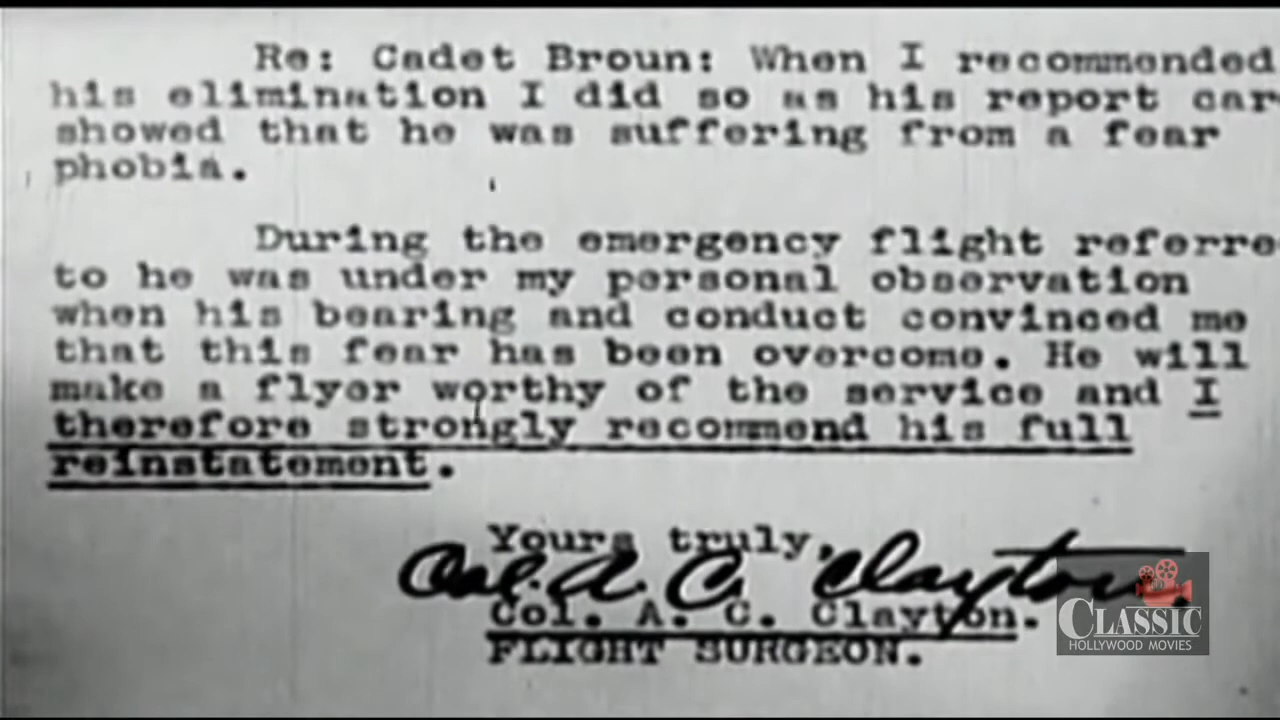 Re: Cadet Broun: When I recommended
his elimination I did so as his report car
showed that he was suffering from a fear
phobia.
During the emergency flight referre
to he was under my personal observation
when his bearing and conduct convinced me
that this fear has been overcome. He will
make a flyer worthy of the service and I
therefore strongly recommend his full
reinstatement.
Yours truly,
Col. A. C. Clayton.
Col. A. C. Clayton.
FLIGHT SURGEON.
CLASSIC
HOLLYWOOD MOVIES